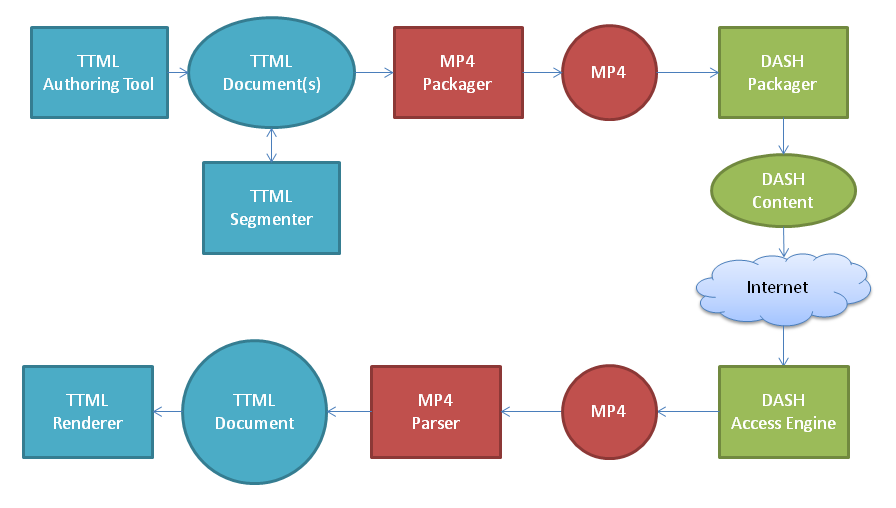 TTML
Authoring Tool
TTML
Document(s)
MP4
Packager
MP4
DASH
Packager
TTML
Segmenter
DASH
Content
Internet
TTML
Renderer
TTML
Document
MP4
Parser
MP4
DASH
Access Engine